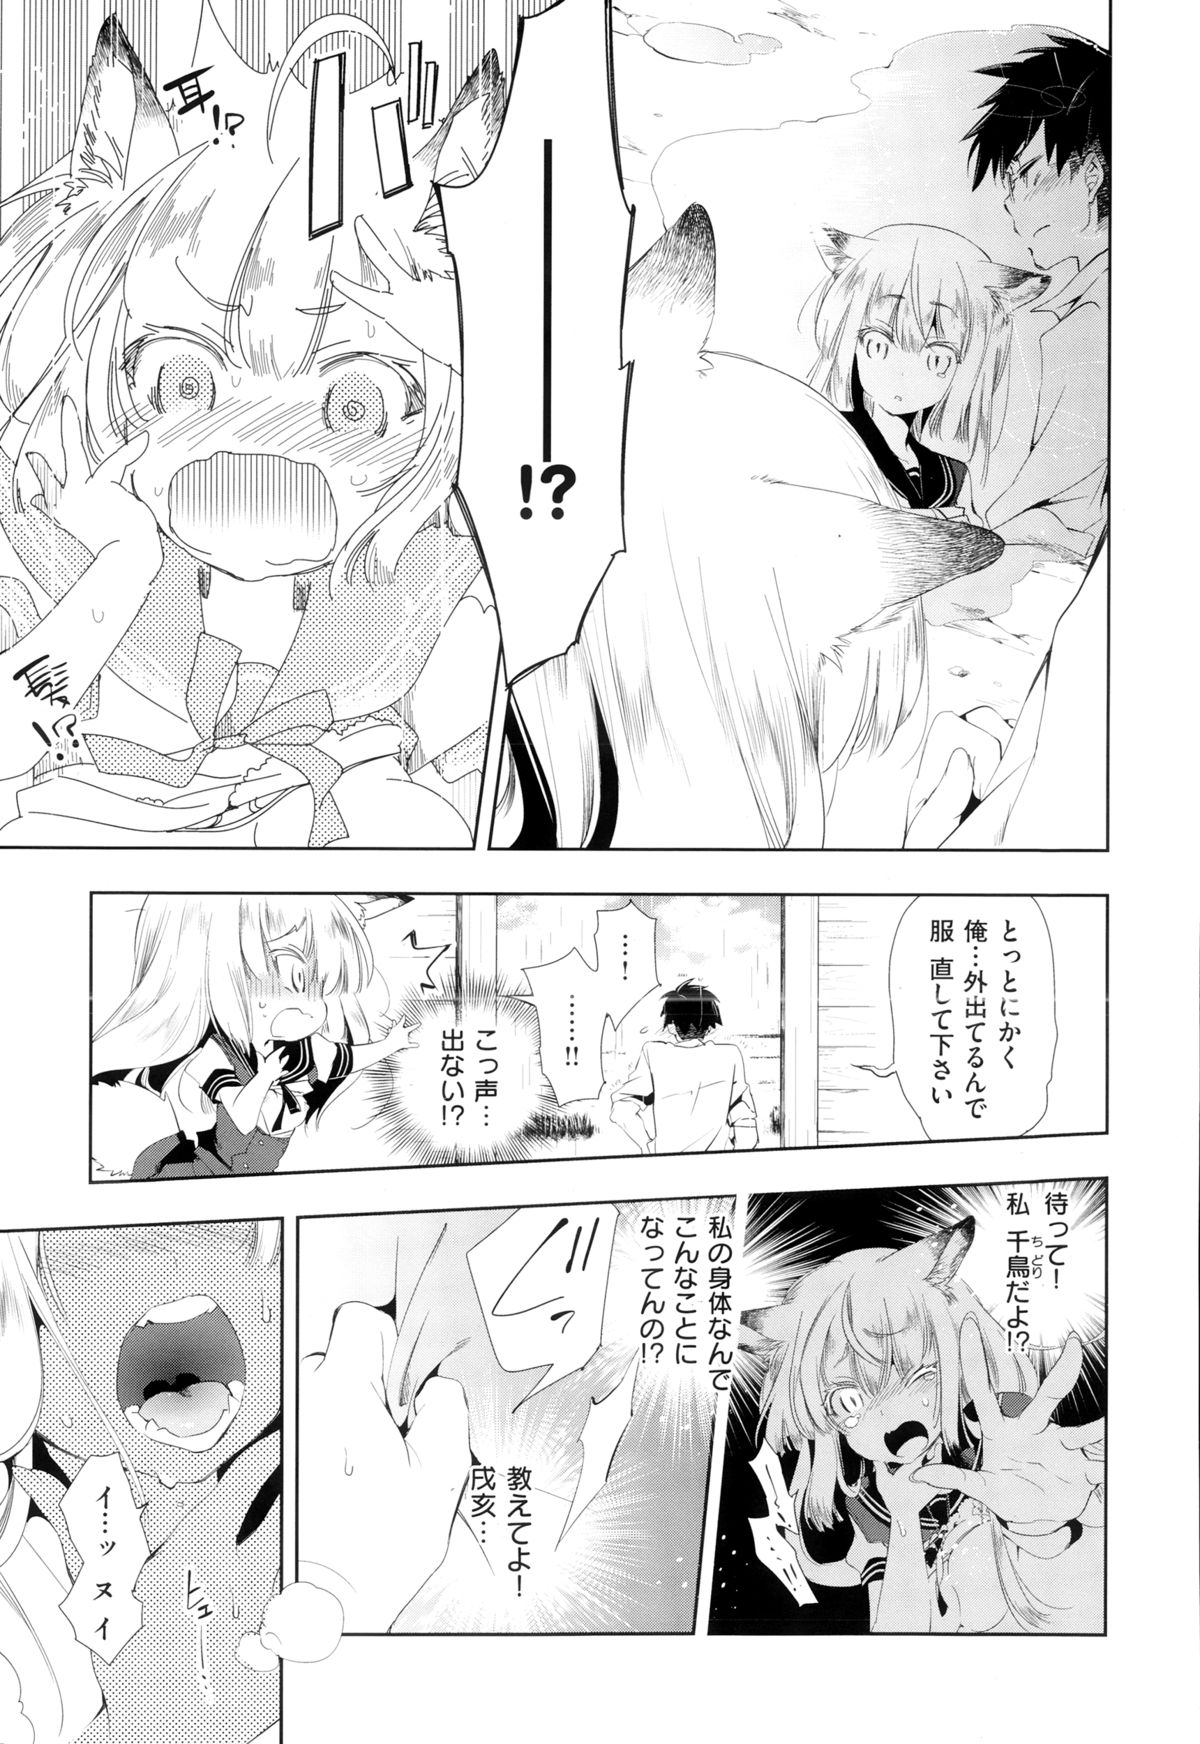 ――!?
耳!?
髪!?
とっとにかく
俺…外出てるんで
服 直して下さい
…!
……!!
こっ声…
出ない!?
待って!
私 千鳥だよ!?
ちどり
私の身体なんで
こんなことに
なってんの!?
教えてよ!
戌亥…
イ…ッ ヌイ
ヒュ…